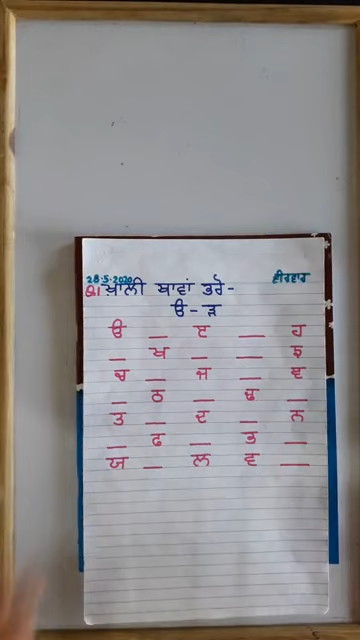 28-5-2020 ਵੀਰਵਾਰ
Q1 ਖ਼ਾਲੀ ਥਾਵਾਂ ਭਰੋ-
ੳ - ੜ
ੳ __ ੲ __ ਹ
__ ਖ __ __ ਙ
ਚ __ ਜ __ ਞ
__ ਠ __ ਢ __
ਤ __ ਦ __ ਨ
__ ਫ __ ਭ __
ਯ __ ਲ ਵ __